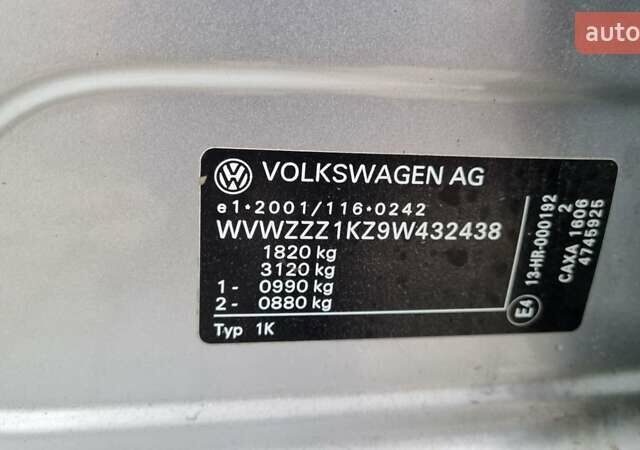 auto
VOLKSWAGEN AG
e1*2001/116*0242
WVWZZZ1KZ9W432438
1820 kg
3120 kg
1 - 0990 kg
2 - 0880 kg
Typ 1K
E4
13-HR-000192
2
CAXA 1606
4745925